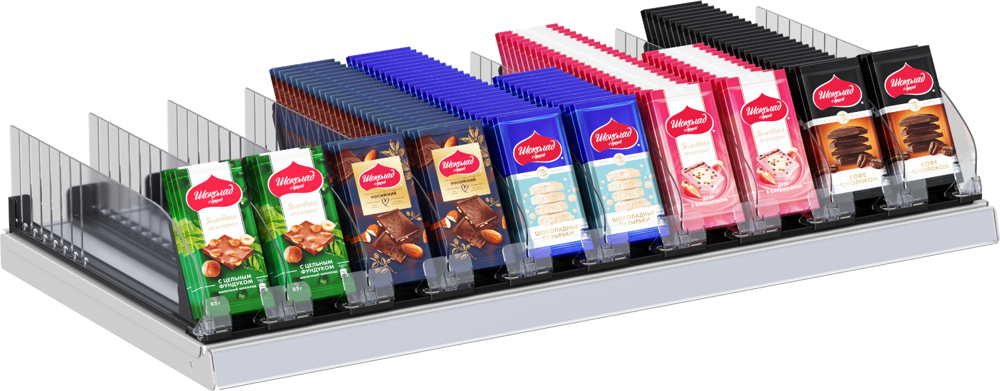 Шоколад
с душой
Золотая
коллекция
С ЦЕЛЬНЫМ
ФУНДУКОМ
МОЛОЧНЫЙ ШОКОЛАД
85 г
Шоколад
с душой
Золотая
коллекция
С ЦЕЛЬНЫМ
ФУНДУКОМ
МОЛОЧНЫЙ ШОКОЛАД
85 г
Шоколад
с душой
РОССИЙСКИЙ
Шоколад
с душой
РОССИЙСКИЙ
Шоколад
с душой
ШОКОЛАДНЫЕ
ПУЗЫРЬКИ
Шоколад
с душой
ШОКОЛАДНЫЕ
ПУЗЫРЬКИ
Шоколад
с душой
Золотая
коллекция
ДУЭТ
В КЛУБНИЧНОМ
Шоколад
с душой
Золотая
коллекция
ДУЭТ
В КЛУБНИЧНОМ
Шоколад
с душой
КОФЕ
С МОЛОКОМ
Шоколад
с душой
КОФЕ
С МОЛОКОМ